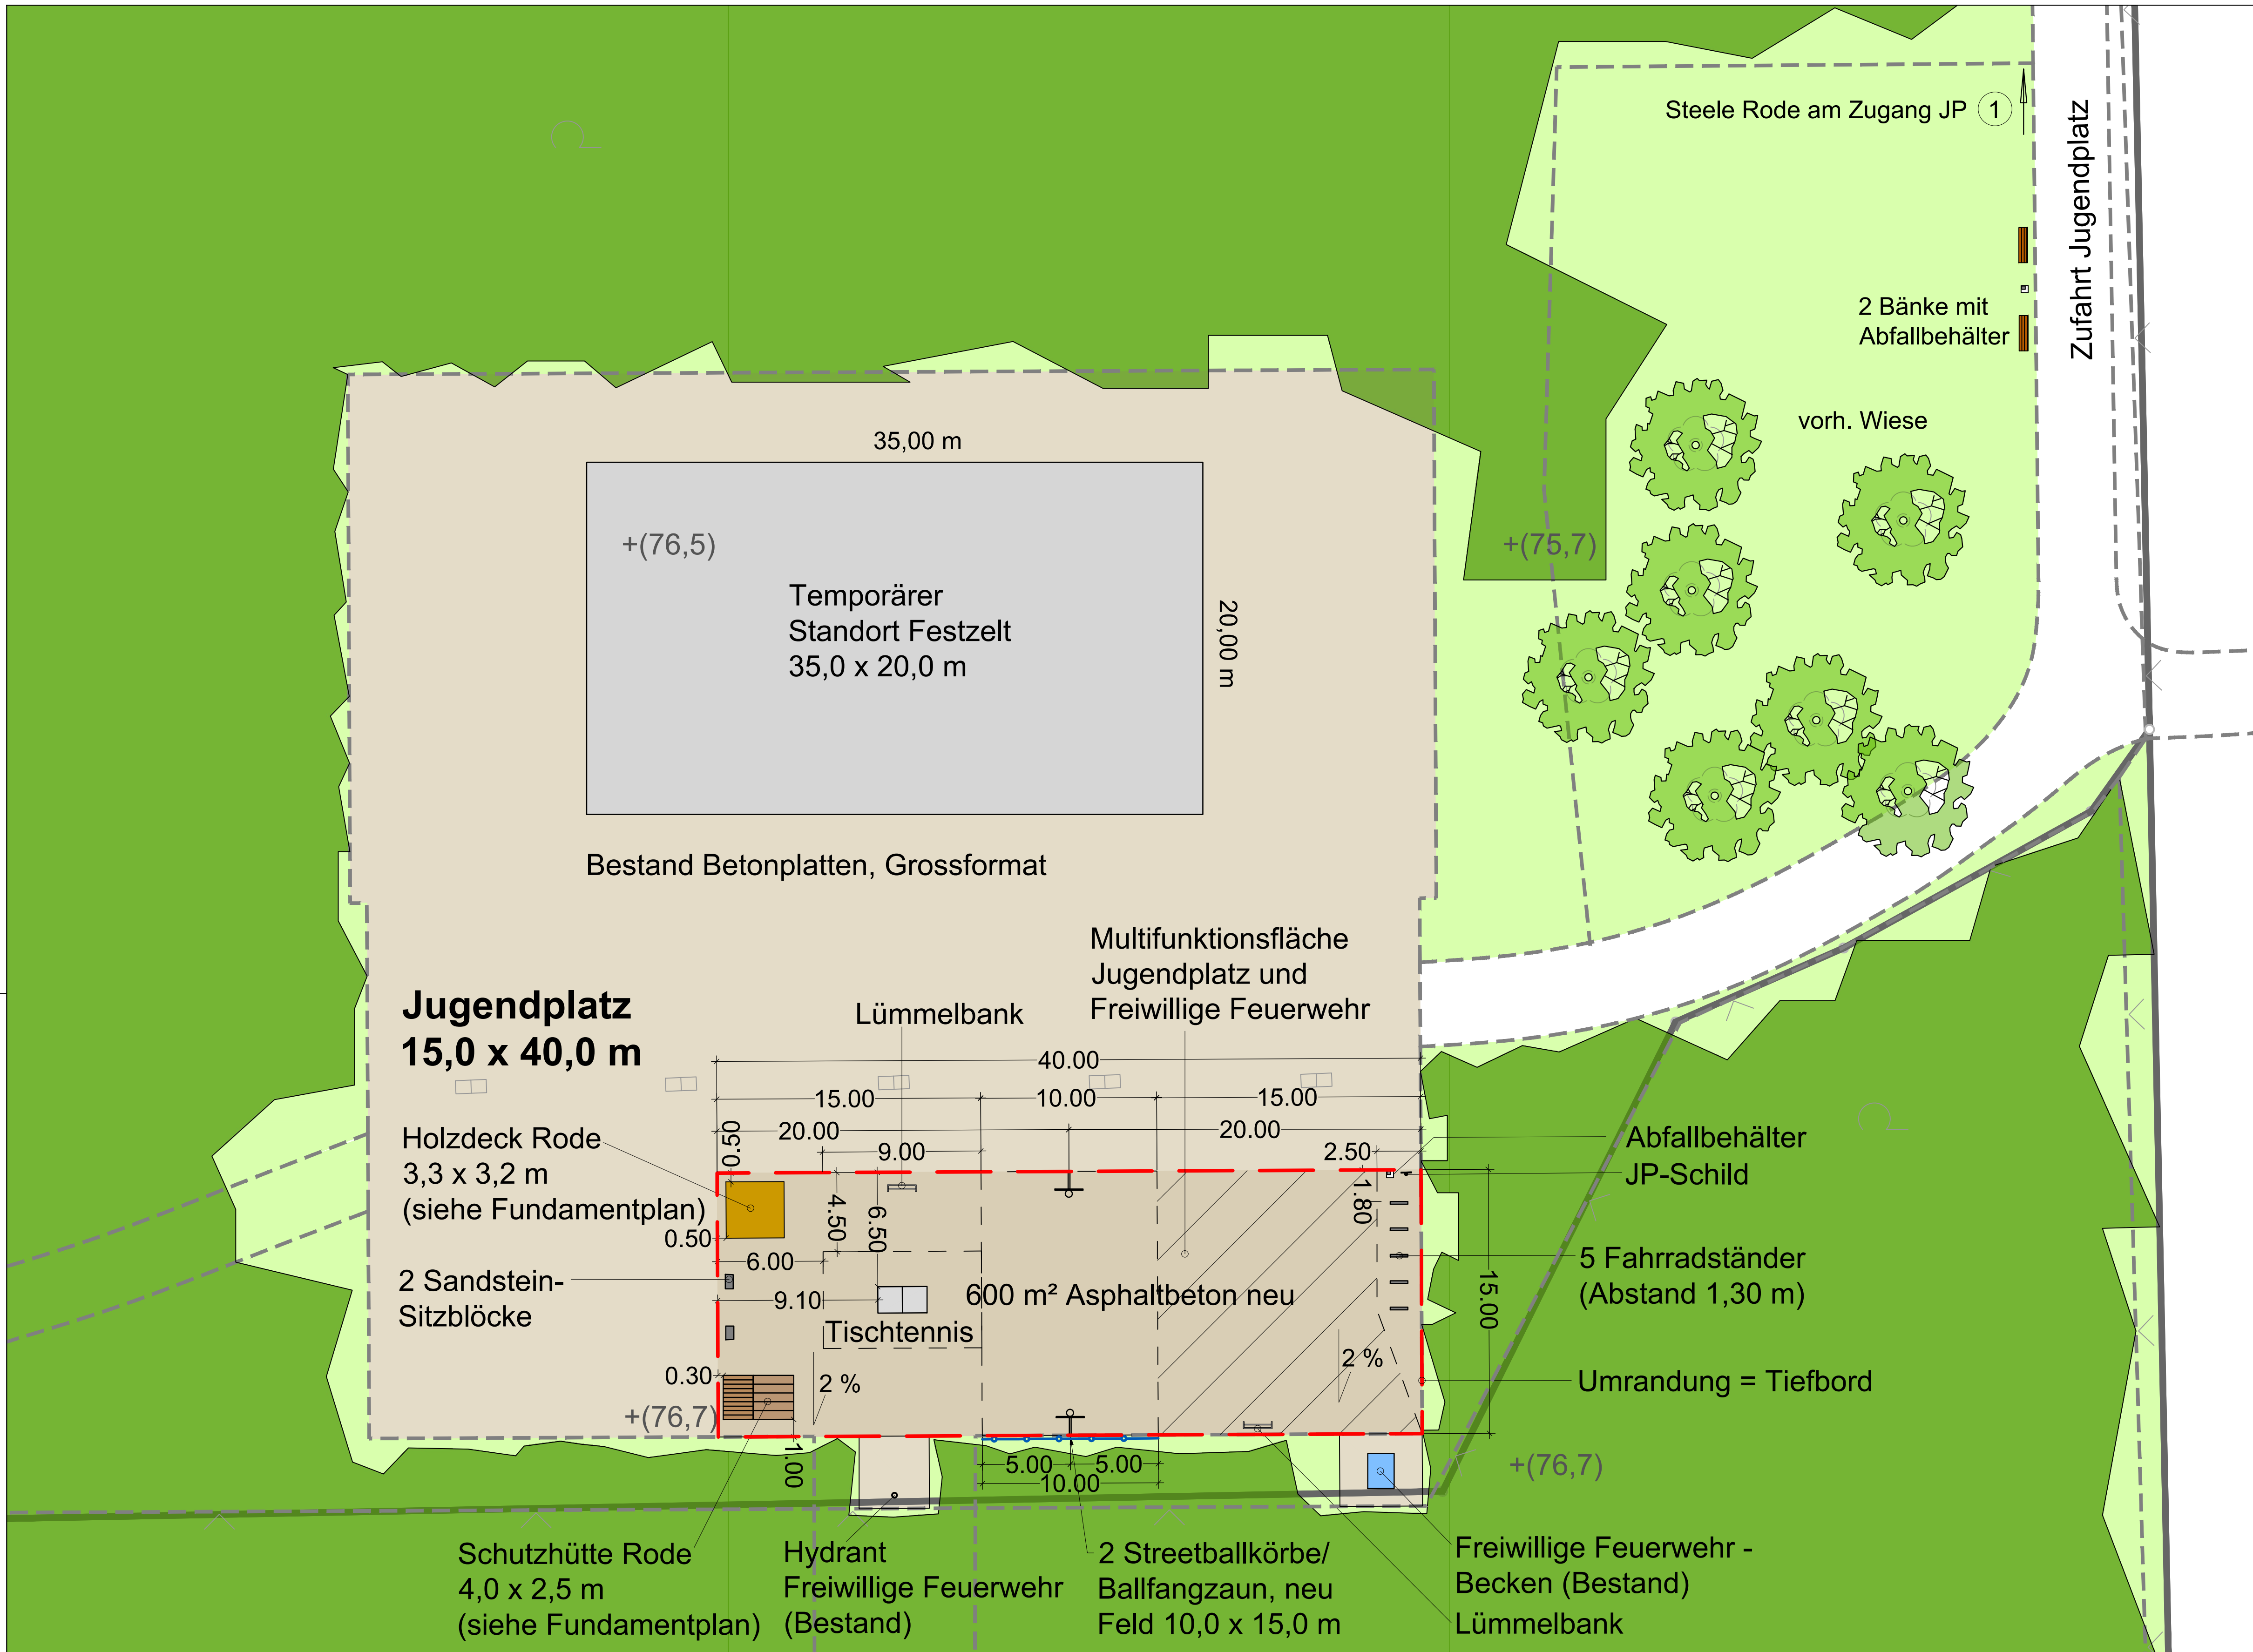 Steele Rode am Zugang JP 1
Zufahrt Jugendplatz
2 Bänke mit
Abfallbehälter
vorh. Wiese
35,00 m
+(76,5)
+(75,7)
Temporärer
Standort Festzelt
35,0 x 20,0 m
20,00 m
Bestand Betonplatten, Grossformat
Multifunktionsfläche
Jugendplatz und
Freiwillige Feuerwehr
Jugendplatz
15,0 x 40,0 m
Lümmelbank
40.00
15.00
10.00
15.00
20.00
20.00
9.00
2.50
0.50
Holzdeck Rode
3,3 x 3,2 m
(siehe Fundamentplan)
Abfallbehälter
JP-Schild
4.50
6.50
1.80
0.50
6.00
2 Sandstein-
Sitzblöcke
9.10
600 m² Asphaltbeton neu
5 Fahrradständer
(Abstand 1,30 m)
15.00
Tischtennis
0.30
2 %
2 %
Umrandung = Tiefbord
+(76,7)
1.00
5.00
5.00
10.00
+(76,7)
Schutzhütte Rode
4,0 x 2,5 m
(siehe Fundamentplan)
Hydrant
Freiwillige Feuerwehr
(Bestand)
2 Streetballkörbe/
Ballfangzaun, neu
Feld 10,0 x 15,0 m
Freiwillige Feuerwehr -
Becken (Bestand)
Lümmelbank